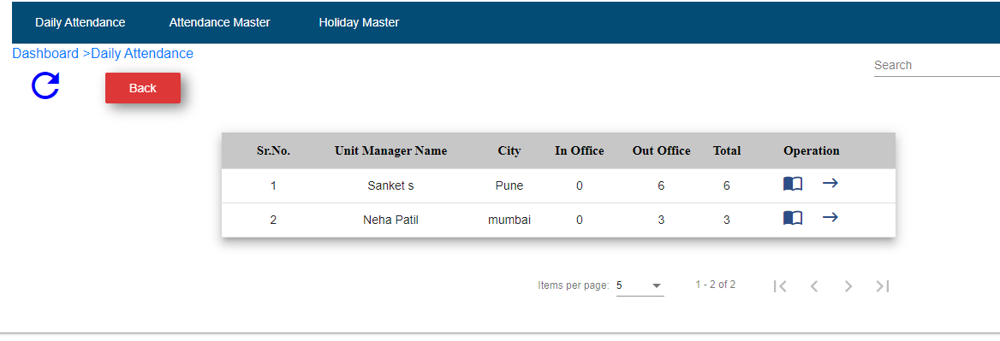 Daily Attendance Attendance Master Holiday Master
Dashboard >Daily Attendance
Search
Back
Sr.No. Unit Manager Name City In Office Out Office Total Operation
1 Sanket s Pune 0 6 6
2 Neha Patil mumbai 0 3 3
Items per page: 5 1 - 2 of 2